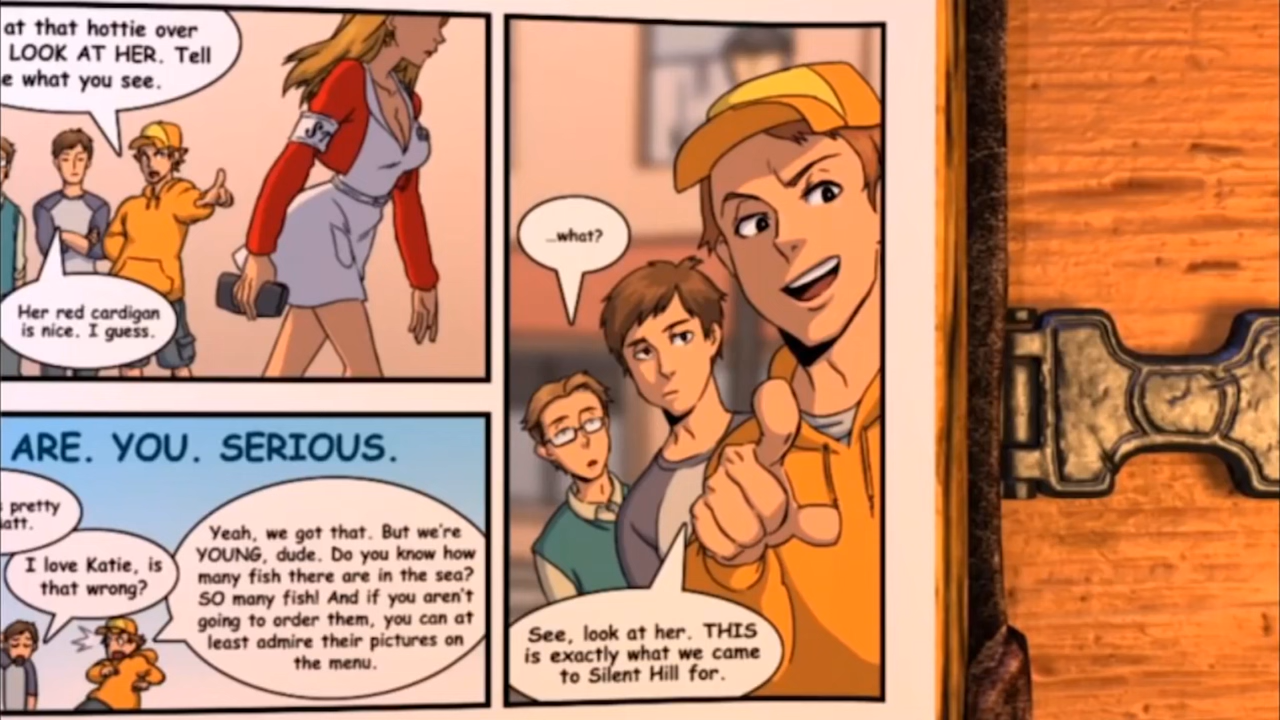 at that hottie over
LOOK AT HER. Tell
e what you see.
Her red cardigan
is nice. I guess.
...what?
See, look at her. THIS
is exactly what we came
to Silent Hill for.
ARE. YOU. SERIOUS.
pretty
att.
I love Katie, is
that wrong?
Yeah, we got that. But we're
YOUNG, dude. Do you know how
many fish there are in the sea?
SO many fish! And if you aren't
going to order them, you can at
least admire their pictures on
the menu.